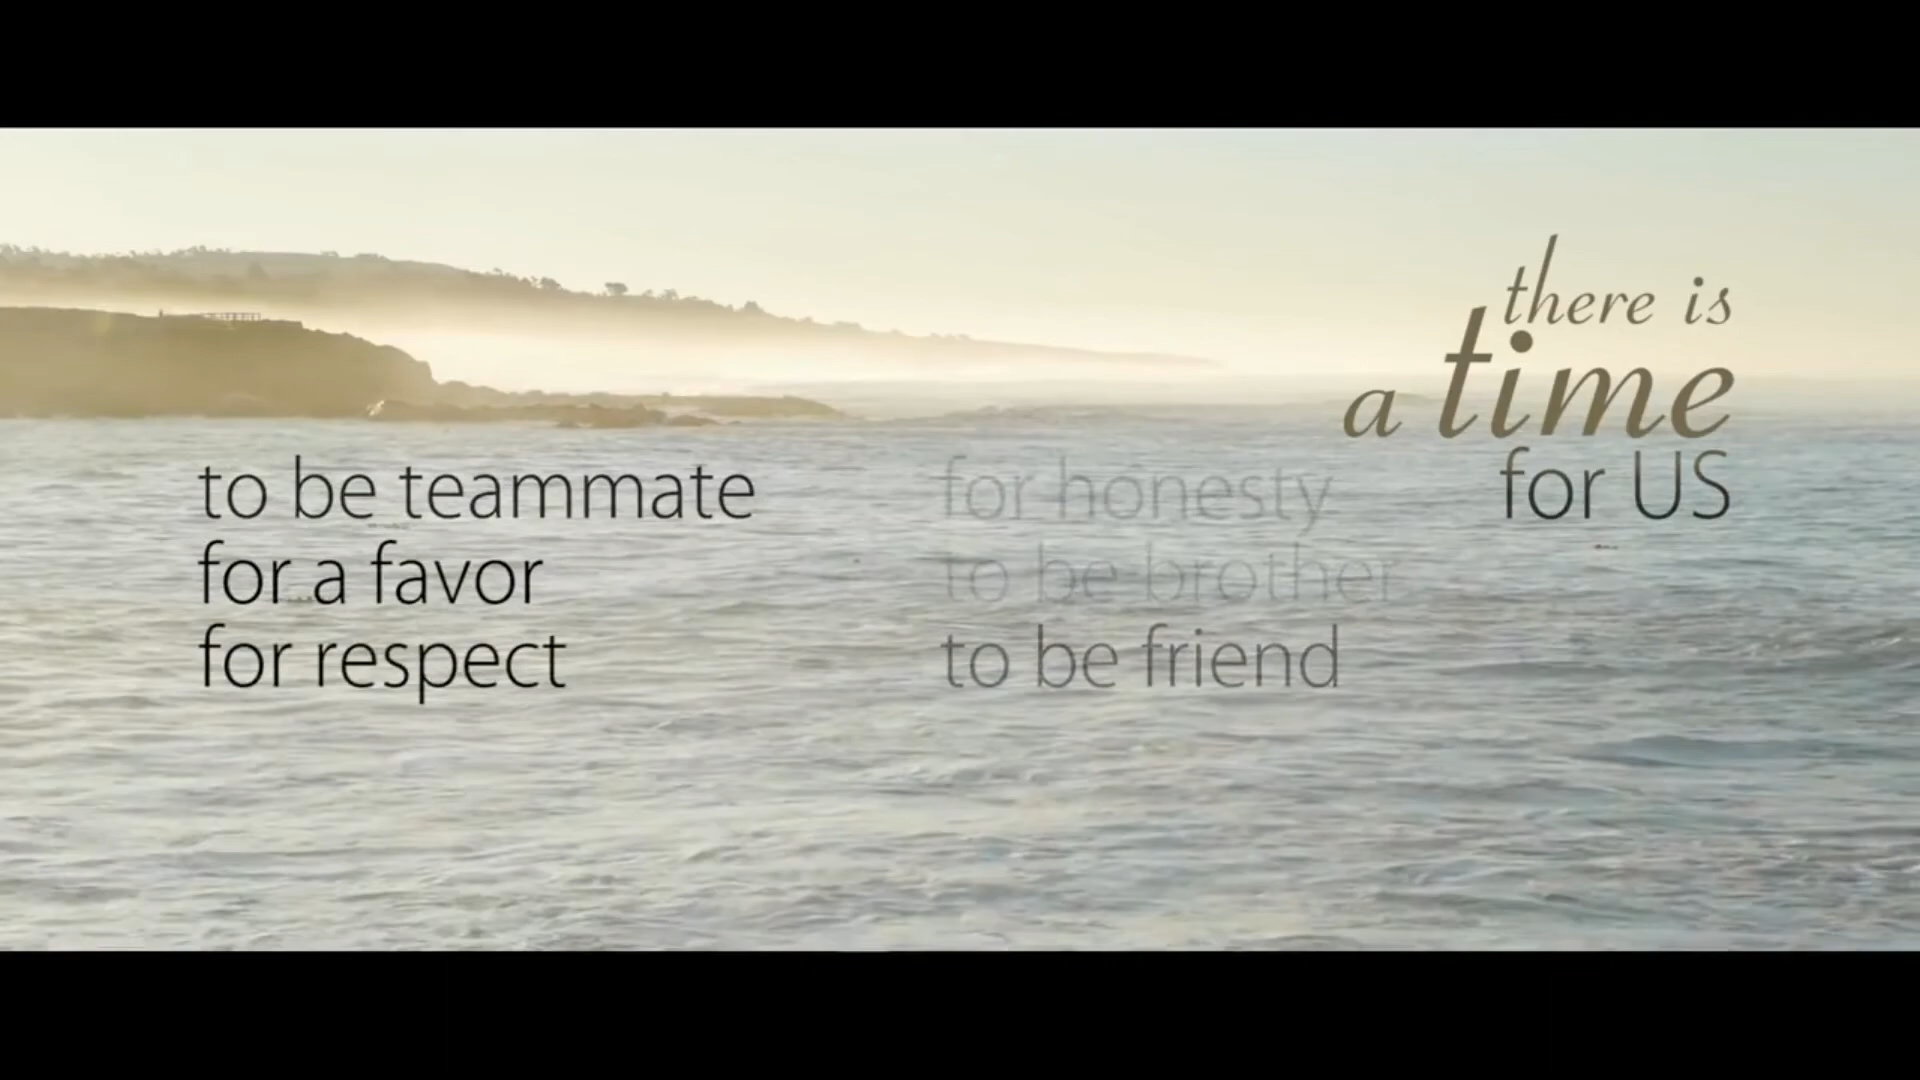 there is
a time
for US
to be teammate
for a favor
for respect
for honesty
to be brother
to be friend